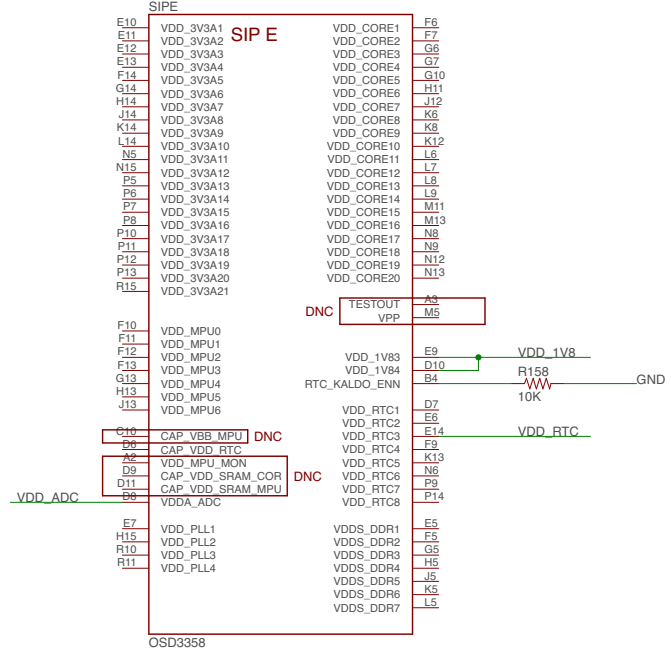 SIPE
SIP E
E10 VDD_3V3A1
E11 VDD_3V3A2
E12 VDD_3V3A3
E13 VDD_3V3A4
F14 VDD_3V3A5
G14 VDD_3V3A6
H14 VDD_3V3A7
J14 VDD_3V3A8
K14 VDD_3V3A9
L14 VDD_3V3A10
N5 VDD_3V3A11
N15 VDD_3V3A12
P5 VDD_3V3A13
P6 VDD_3V3A14
P7 VDD_3V3A15
P8 VDD_3V3A16
P10 VDD_3V3A17
P11 VDD_3V3A18
P12 VDD_3V3A19
P13 VDD_3V3A20
R15 VDD_3V3A21
F10 VDD_MPU0
F11 VDD_MPU1
F12 VDD_MPU2
F13 VDD_MPU3
G13 VDD_MPU4
H13 VDD_MPU5
J13 VDD_MPU6
C10 CAP_VBB_MPU DNC
D6 CAP_VDD_RTC
A2 VDD_MPU_MON
D9 CAP_VDD_SRAM_COR DNC
D11 CAP_VDD_SRAM_MPU
VDD_ADC D8 VDDA_ADC
E7 VDD_PLL1
H15 VDD_PLL2
R10 VDD_PLL3
R11 VDD_PLL4
VDD_CORE1 F6
VDD_CORE2 F7
VDD_CORE3 G6
VDD_CORE4 G7
VDD_CORE5 G10
VDD_CORE6 H11
VDD_CORE7 J12
VDD_CORE8 K6
VDD_CORE9 K8
VDD_CORE10 K12
VDD_CORE11 L6
VDD_CORE12 L7
VDD_CORE13 L8
VDD_CORE14 L9
VDD_CORE15 M11
VDD_CORE16 M13
VDD_CORE17 N8
VDD_CORE18 N9
VDD_CORE19 N12
VDD_CORE20 N13
TESTOUT A3
DNC VPP M5
VDD_1V83 E9 VDD_1V8
VDD_1V84 D10
RTC_KALDO_ENN B4 R158 10K GND
VDD_RTC1 D7
VDD_RTC2 E6
VDD_RTC3 E14 VDD_RTC
VDD_RTC4 F9
VDD_RTC5 K13
VDD_RTC6 N6
VDD_RTC7 P9
VDD_RTC8 P14
VDDS_DDR1 E5
VDDS_DDR2 F5
VDDS_DDR3 G5
VDDS_DDR4 H5
VDDS_DDR5 J5
VDDS_DDR6 K5
VDDS_DDR7 L5
OSD3358